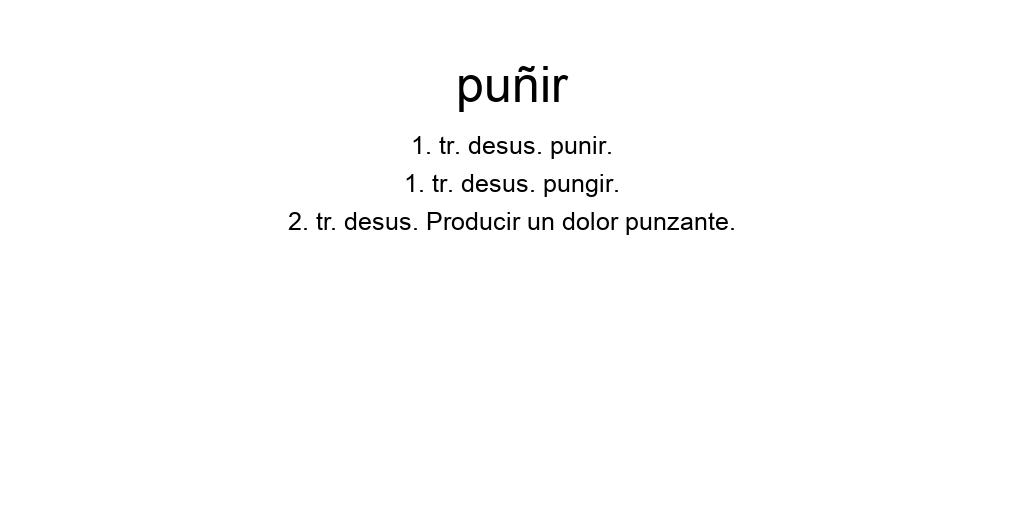 puñir
1. tr. desus. punir.
1. tr. desus. pungir.
2. tr. desus. Producir un dolor punzante.